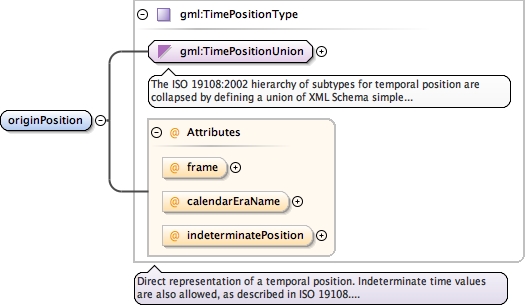 gml:TimePositionType
gml:TimePositionUnion
The ISO 19108:2002 hierarchy of subtypes for temporal position are
collapsed by defining a union of XML Schema simple...
originPosition
@ Attributes
@ frame
@ calendarEraName
@ indeterminatePosition
Direct representation of a temporal position. Indeterminate time values
are also allowed, as described in ISO 19108....